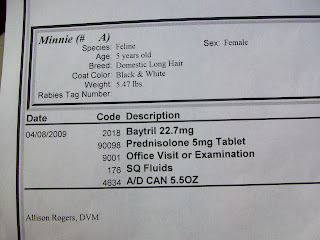 Minnie (# A)
Species: Feline Sex: Female
Age: 5 years old
Breed: Domestic Long Hair
Coat Color: Black & White
Weight: 5.47 lbs.
Rabies Tag Number:
Date Code Description
04/08/2009 2018 Baytril 22.7mg
90098 Prednisolone 5mg Tablet
9001 Office Visit or Examination
176 SQ Fluids
4634 A/D CAN 5.5OZ
Allison Rogers, DVM